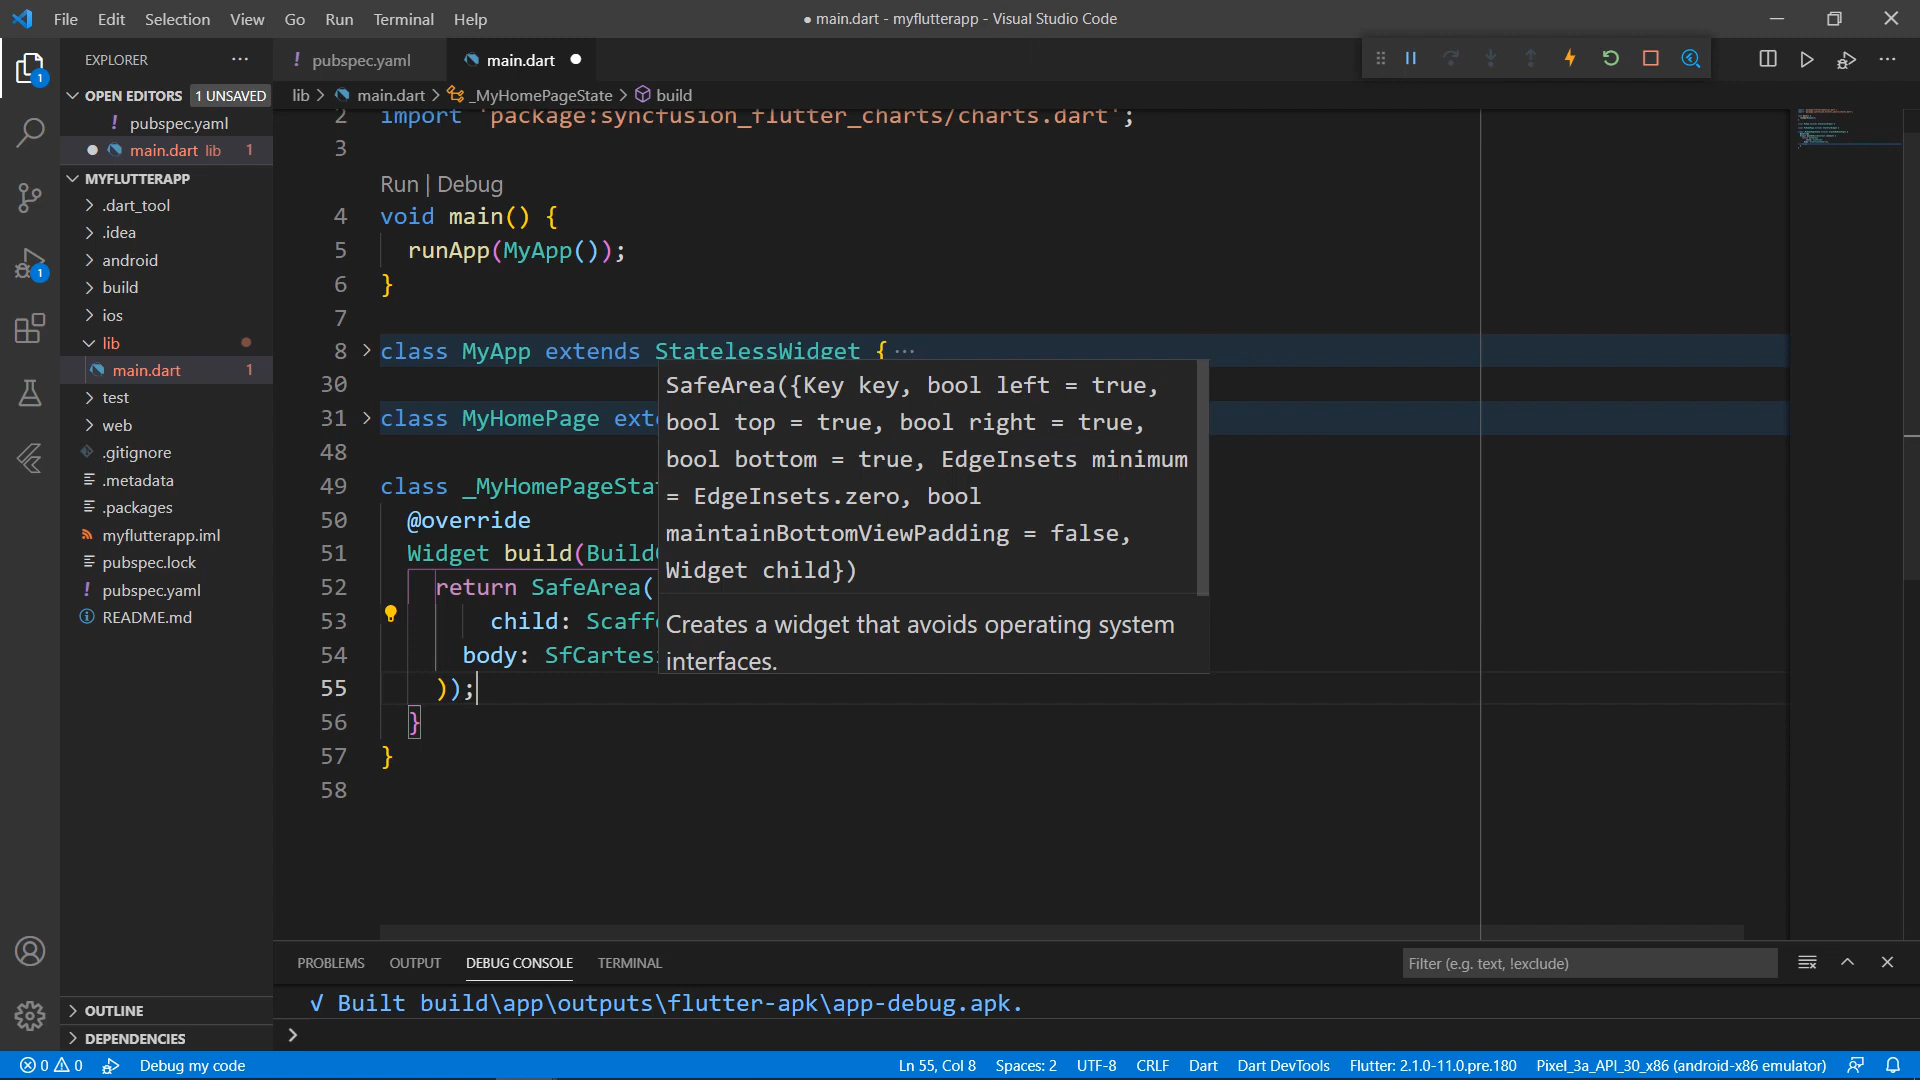 File Edit Selection View Go Run Terminal Help
● main.dart - myflutterapp - Visual Studio Code
EXPLORER ...
OPEN EDITORS 1 UNSAVED
! pubspec.yaml
● main.dart lib 1
MYFLUTTERAPP
.dart_tool
.idea
android
build
ios
lib
main.dart 1
test
web
.gitignore
.metadata
.packages
myflutterapp.iml
pubspec.lock
! pubspec.yaml
README.md
OUTLINE
DEPENDENCIES
1
1
! pubspec.yaml
main.dart ●
lib > main.dart > _MyHomePageState > build
2 import 'package:syncfusion_flutter_charts/charts.dart';
3
Run | Debug
4 void main() {
5 runApp(MyApp());
6 }
7
8 class MyApp extends StatelessWidget { ...
30
31 class MyHomePage exte
48
49 class _MyHomePageStat
50 @override
51 Widget build(Build
52 return SafeArea(
53 child: Scaffo
54 body: SfCartesi
55 ));
56 }
57 }
58
SafeArea({Key key, bool left = true,
bool top = true, bool right = true,
bool bottom = true, EdgeInsets minimum
= EdgeInsets.zero, bool
maintainBottomViewPadding = false,
Widget child})
Creates a widget that avoids operating system
interfaces.
PROBLEMS OUTPUT DEBUG CONSOLE TERMINAL
Filter (e.g. text, !exclude)
√ Built build\app\outputs\flutter-apk\app-debug.apk.
>
0 0 Debug my code
Ln 55, Col 8 Spaces: 2 UTF-8 CRLF Dart Dart DevTools Flutter: 2.1.0-11.0.pre.180 Pixel_3a_API_30_x86 (android-x86 emulator)